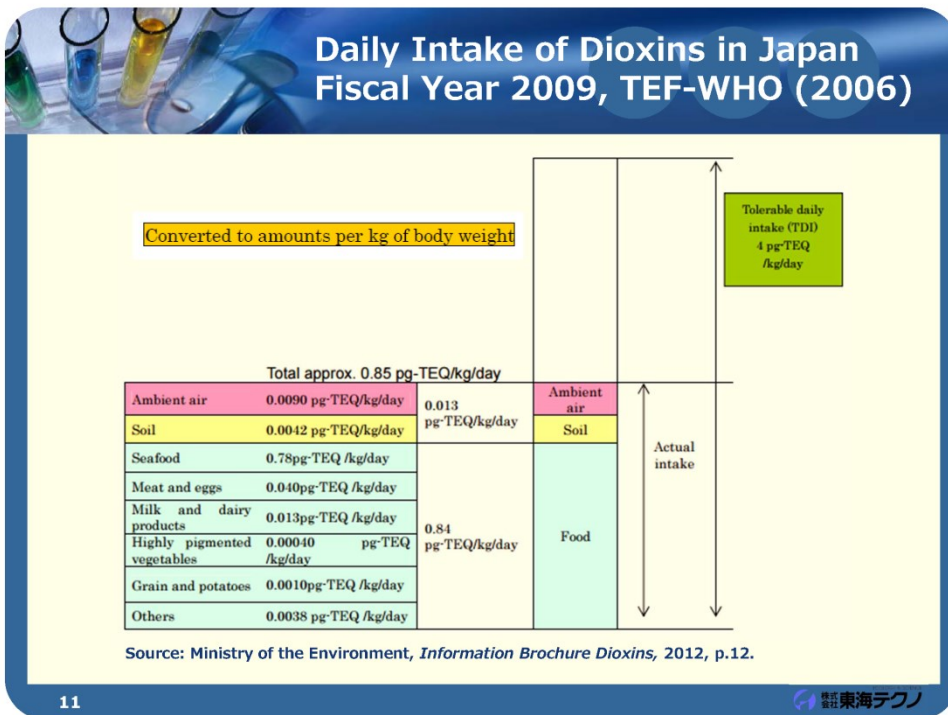 Daily Intake of Dioxins in Japan
Fiscal Year 2009, TEF-WHO (2006)
Converted to amounts per kg of body weight
Tolerable daily
intake (TDI)
4 pg-TEQ
/kg/day
Total approx. 0.85 pg-TEQ/kg/day
Ambient air 0.0090 pg-TEQ/kg/day
Soil 0.0042 pg-TEQ/kg/day
0.013
pg-TEQ/kg/day
Ambient
air
Soil
Seafood 0.78pg-TEQ /kg/day
Meat and eggs 0.040pg-TEQ /kg/day
Milk and dairy
products 0.013pg-TEQ /kg/day
Highly pigmented 0.00040 pg-TEQ
vegetables /kg/day
Grain and potatoes 0.0010pg-TEQ /kg/day
Others 0.0038 pg-TEQ /kg/day
0.84
pg-TEQ/kg/day
Food
Actual
intake
Source: Ministry of the Environment, Information Brochure Dioxins, 2012, p.12.
11
株式会社東海テクノ